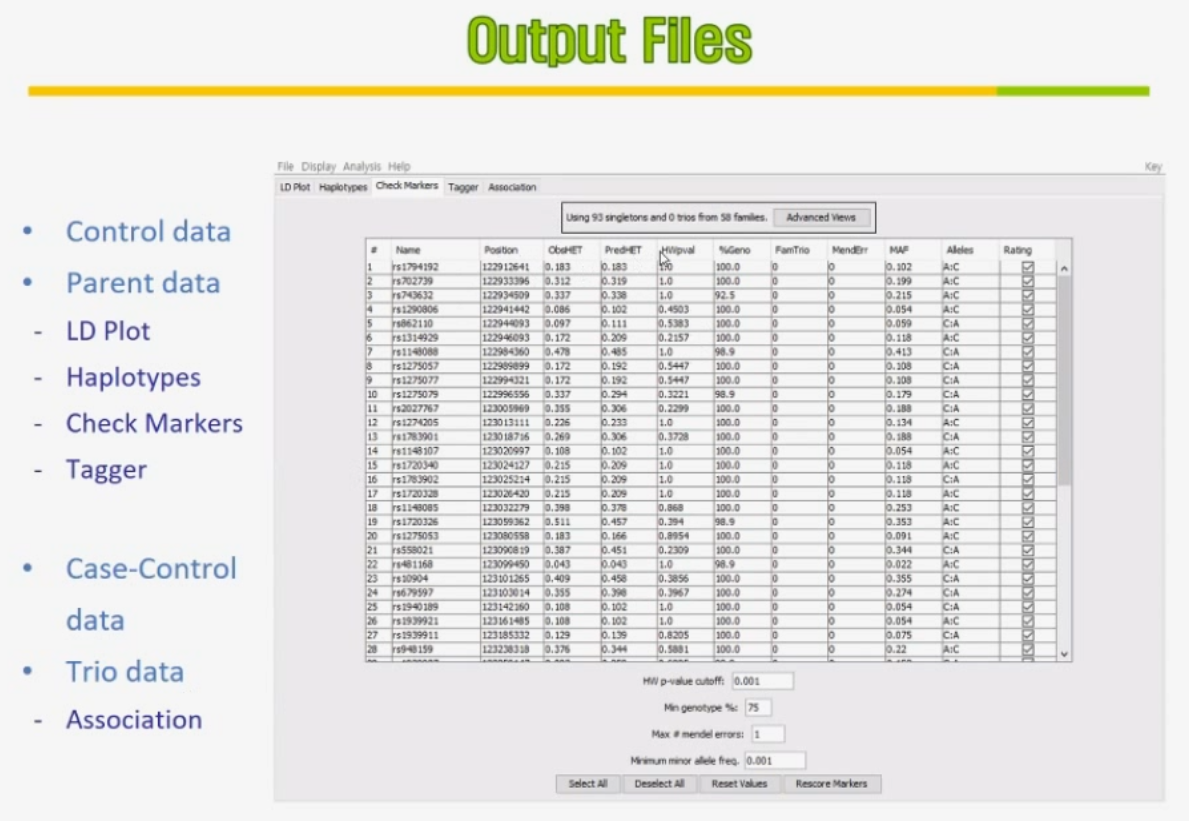 Output Files
• Control data
• Parent data
- LD Plot
- Haplotypes
- Check Markers
- Tagger
• Case-Control
data
• Trio data
- Association
File Display Analysis Help Key
LD Plot Haplotypes Check Markers Tagger Association
Using 93 singletons and 0 trios from 58 families. Advanced Views
# Name Position ObsHET PredHET HWpval %Geno FamTrio MendErr MAF Alleles Rating
1 rs1794192 122912641 0.183 0.183 1.0 100.0 0 0 0.102 A:C
2 rs702739 122933396 0.312 0.319 1.0 100.0 0 0 0.199 A:C
3 rs743632 122934509 0.337 0.338 1.0 92.5 0 0 0.215 A:C
4 rs1290806 122941442 0.086 0.102 0.4503 100.0 0 0 0.054 A:C
5 rs862110 122944093 0.097 0.111 0.5383 100.0 0 0 0.059 C:A
6 rs1314929 122946093 0.172 0.209 0.2157 100.0 0 0 0.118 A:C
7 rs1148088 122984360 0.478 0.485 1.0 98.9 0 0 0.413 C:A
8 rs1275057 122989899 0.172 0.192 0.5447 100.0 0 0 0.108 A:C
9 rs1275077 122994321 0.172 0.192 0.5447 100.0 0 0 0.108 C:A
10 rs1275079 122996556 0.337 0.294 0.3221 98.9 0 0 0.179 C:A
11 rs2027767 123005969 0.355 0.306 0.2299 100.0 0 0 0.188 C:A
12 rs1274205 123013111 0.226 0.233 1.0 100.0 0 0 0.134 A:C
13 rs1783901 123018716 0.269 0.306 0.3728 100.0 0 0 0.188 C:A
14 rs1148107 123020997 0.108 0.102 1.0 100.0 0 0 0.054 A:C
15 rs1720340 123024127 0.215 0.209 1.0 100.0 0 0 0.118 A:C
16 rs1783902 123025214 0.215 0.209 1.0 100.0 0 0 0.118 C:A
17 rs1720328 123026420 0.215 0.209 1.0 100.0 0 0 0.118 A:C
18 rs1148085 123032279 0.398 0.378 0.868 100.0 0 0 0.253 A:C
19 rs1720326 123059362 0.511 0.457 0.394 98.9 0 0 0.353 A:C
20 rs1275053 123080558 0.183 0.166 0.8954 100.0 0 0 0.091 A:C
21 rs558021 123090819 0.387 0.451 0.2309 100.0 0 0 0.344 C:A
22 rs481168 123099450 0.043 0.043 1.0 98.9 0 0 0.022 A:C
23 rs10904 123101265 0.409 0.458 0.3856 100.0 0 0 0.355 C:A
24 rs679597 123103014 0.355 0.398 0.3967 100.0 0 0 0.274 C:A
25 rs1940189 123142160 0.108 0.102 1.0 100.0 0 0 0.054 A:C
26 rs1939921 123161485 0.108 0.102 1.0 100.0 0 0 0.054 A:C
27 rs1939911 123185332 0.129 0.139 0.8205 100.0 0 0 0.075 C:A
28 rs948159 123238318 0.376 0.344 0.5881 100.0 0 0 0.22 A:C
HW p-value cutoff: 0.001
Min genotype %: 75
Max # mendel errors: 1
Minimum minor allele freq. 0.001
Select All Deselect All Reset Values Rescore Markers